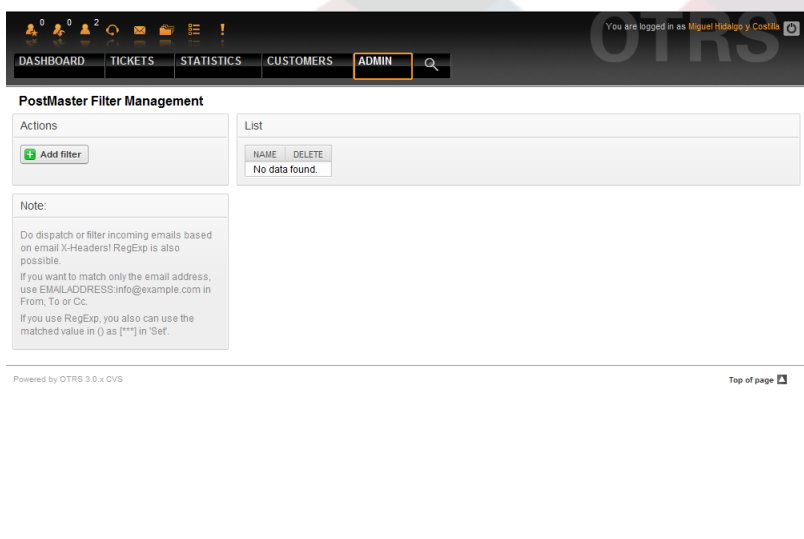 OTRS
0 0 2
You are logged in as Miguel Hidalgo y Costilla
DASHBOARD TICKETS STATISTICS CUSTOMERS ADMIN
PostMaster Filter Management
Actions
Add filter
List
NAME DELETE
No data found.
Note:
Do dispatch or filter incoming emails based
on email X-Headers! RegExp is also
possible.
If you want to match only the email address,
use EMAILADDRESS:info@example.com in
From, To or Cc.
If you use RegExp, you also can use the
matched value in () as [***] in 'Set'.
Powered by OTRS 3.0.x CVS
Top of page